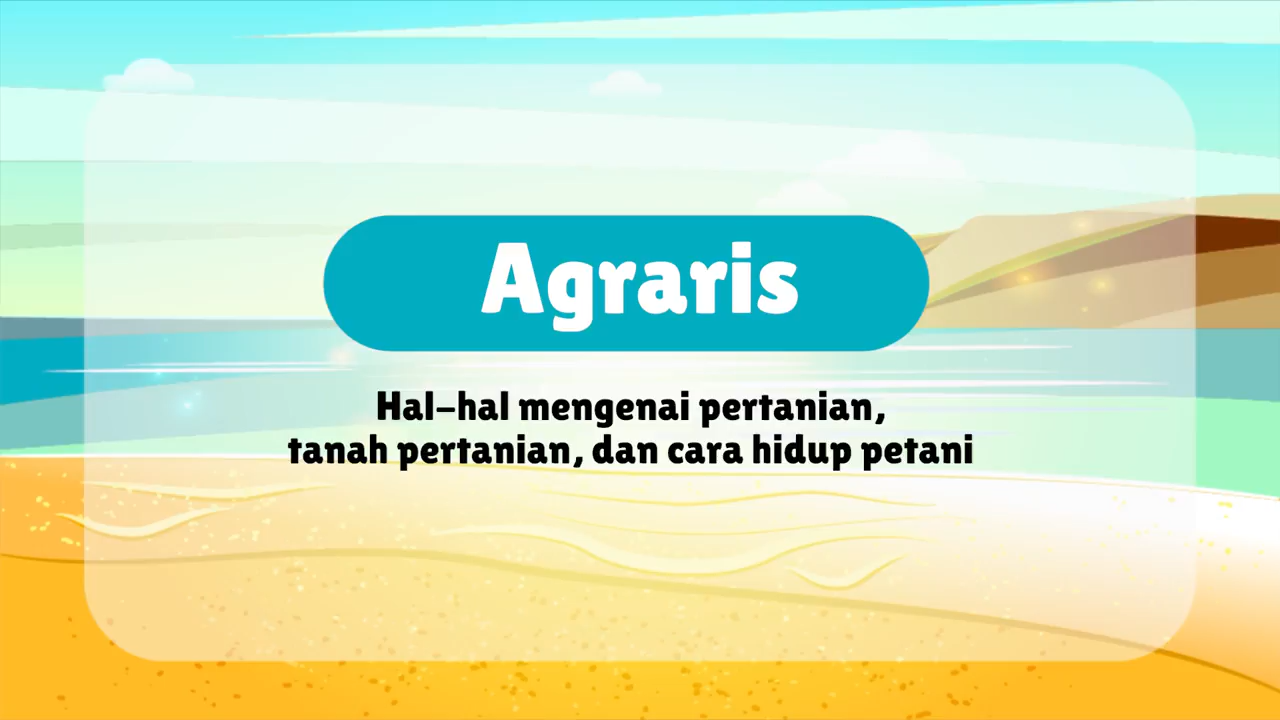 Agraris
Hal-hal mengenai pertanian,
tanah pertanian, dan cara hidup petani